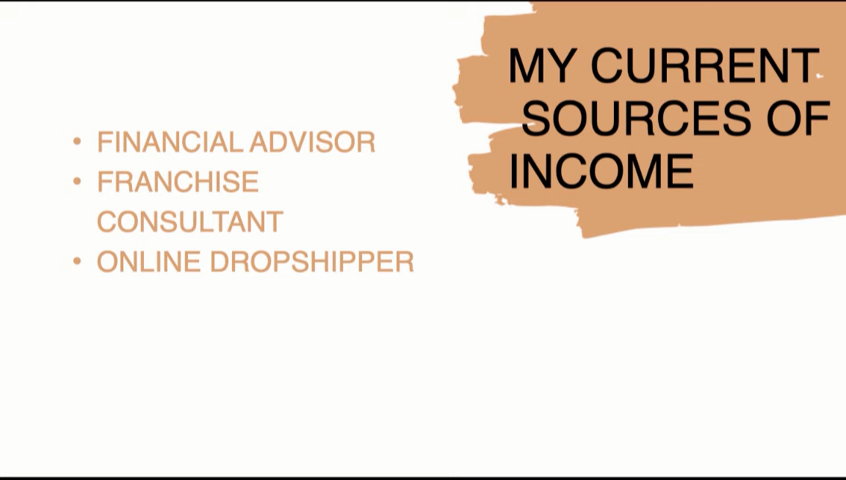 MY CURRENT
SOURCES OF
INCOME
• FINANCIAL ADVISOR
• FRANCHISE
CONSULTANT
• ONLINE DROPSHIPPER